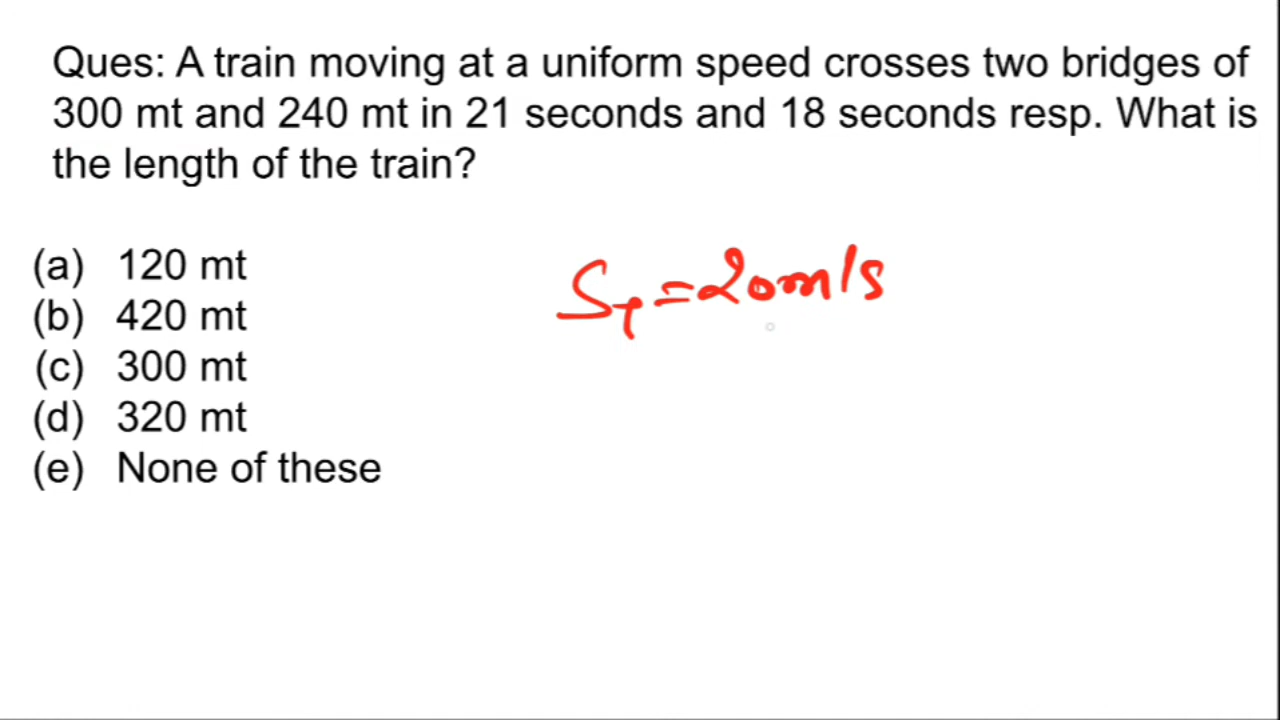 Ques: A train moving at a uniform speed crosses two bridges of
300 mt and 240 mt in 21 seconds and 18 seconds resp. What is
the length of the train?
(a) 120 mt
(b) 420 mt
(c) 300 mt
(d) 320 mt
(e) None of these
S_T = 20m/s